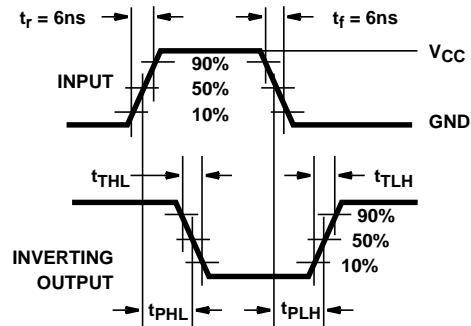 tr = 6ns
tf = 6ns
VCC
90%
INPUT
50%
10%
GND
tTHL
tTLH
90%
50%
INVERTING
OUTPUT
10%
tPHL
tPLH